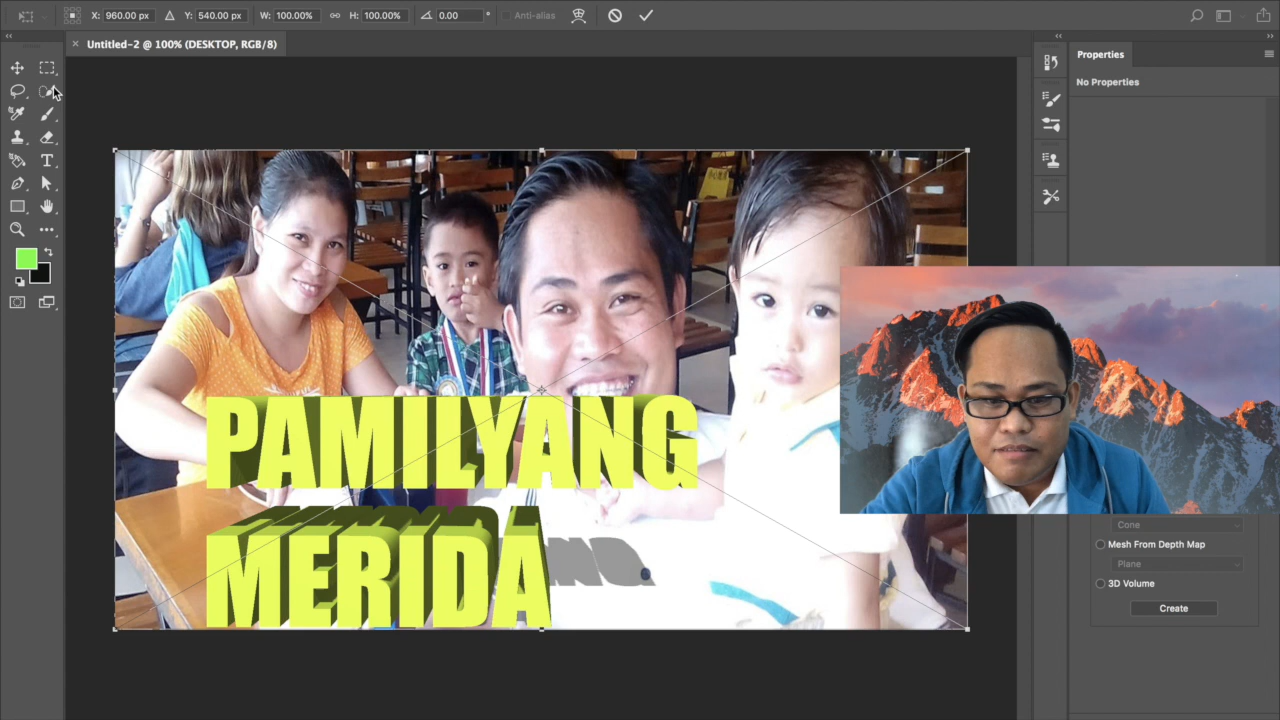 X: 960.00 px
Y: 540.00 px
W: 100.00%
H: 100.00%
0.00 °
Anti-alias
× Untitled-2 @ 100% (DESKTOP, RGB/8)
Properties
No Properties
PAMILYANG
MERIDA
Cone
Mesh From Depth Map
Plane
3D Volume
Create